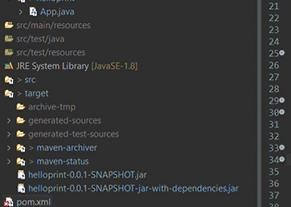 App.java
src/main/resources
src/test/java
src/test/resources
JRE System Library [JavaSE-1.8]
> src
> target
archive-tmp
generated-sources
generated-test-sources
> maven-archiver
> maven-status
helloprint-0.0.1-SNAPSHOT.jar
helloprint-0.0.1-SNAPSHOT-jar-with-dependencies.jar
pom.xml
21
22
23
24
25
26
27
28
29
30
31
32
33
34
35